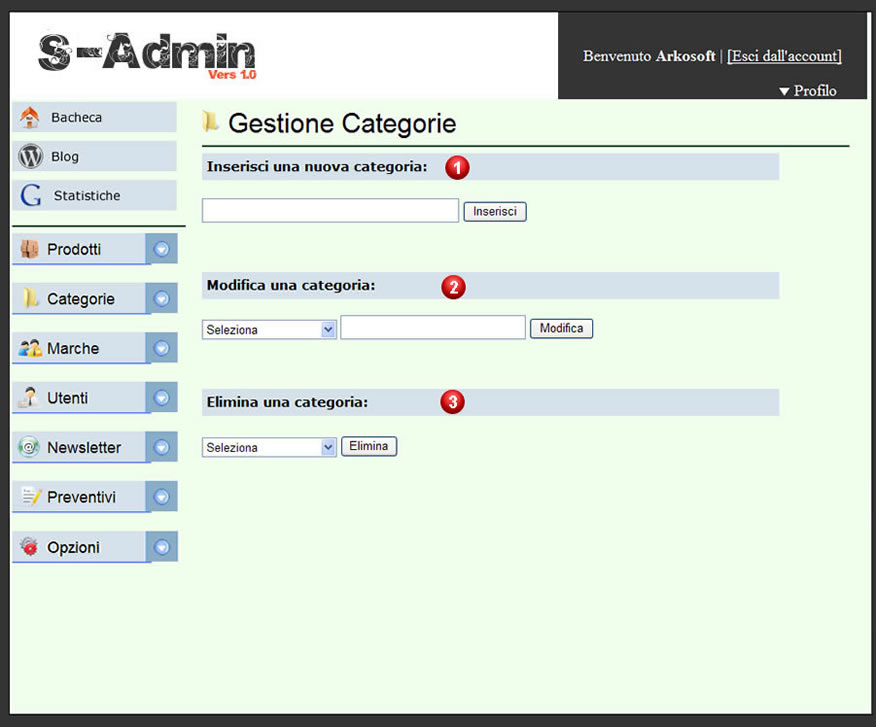 S-Admin
Vers 1.0
Benvenuto Arkosoft | [Esci dall'account]
▼ Profilo
Bacheca
Blog
Statistiche
Prodotti
Categorie
Marche
Utenti
Newsletter
Preventivi
Opzioni
Gestione Categorie
Inserisci una nuova categoria: 1
Inserisci
Modifica una categoria: 2
Seleziona Modifica
Elimina una categoria: 3
Seleziona Elimina